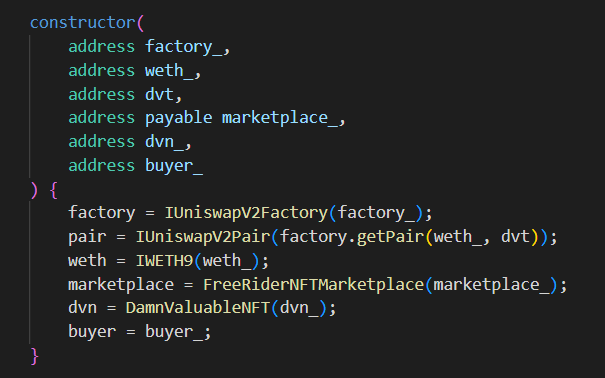 constructor(
    address factory_,
    address weth_,
    address dvt,
    address payable marketplace_,
    address dvn_,
    address buyer_
) {
    factory = IUniswapV2Factory(factory_);
    pair = IUniswapV2Pair(factory.getPair(weth_, dvt));
    weth = IWETH9(weth_);
    marketplace = FreeRiderNFTMarketplace(marketplace_);
    dvn = DamnValuableNFT(dvn_);
    buyer = buyer_;
}